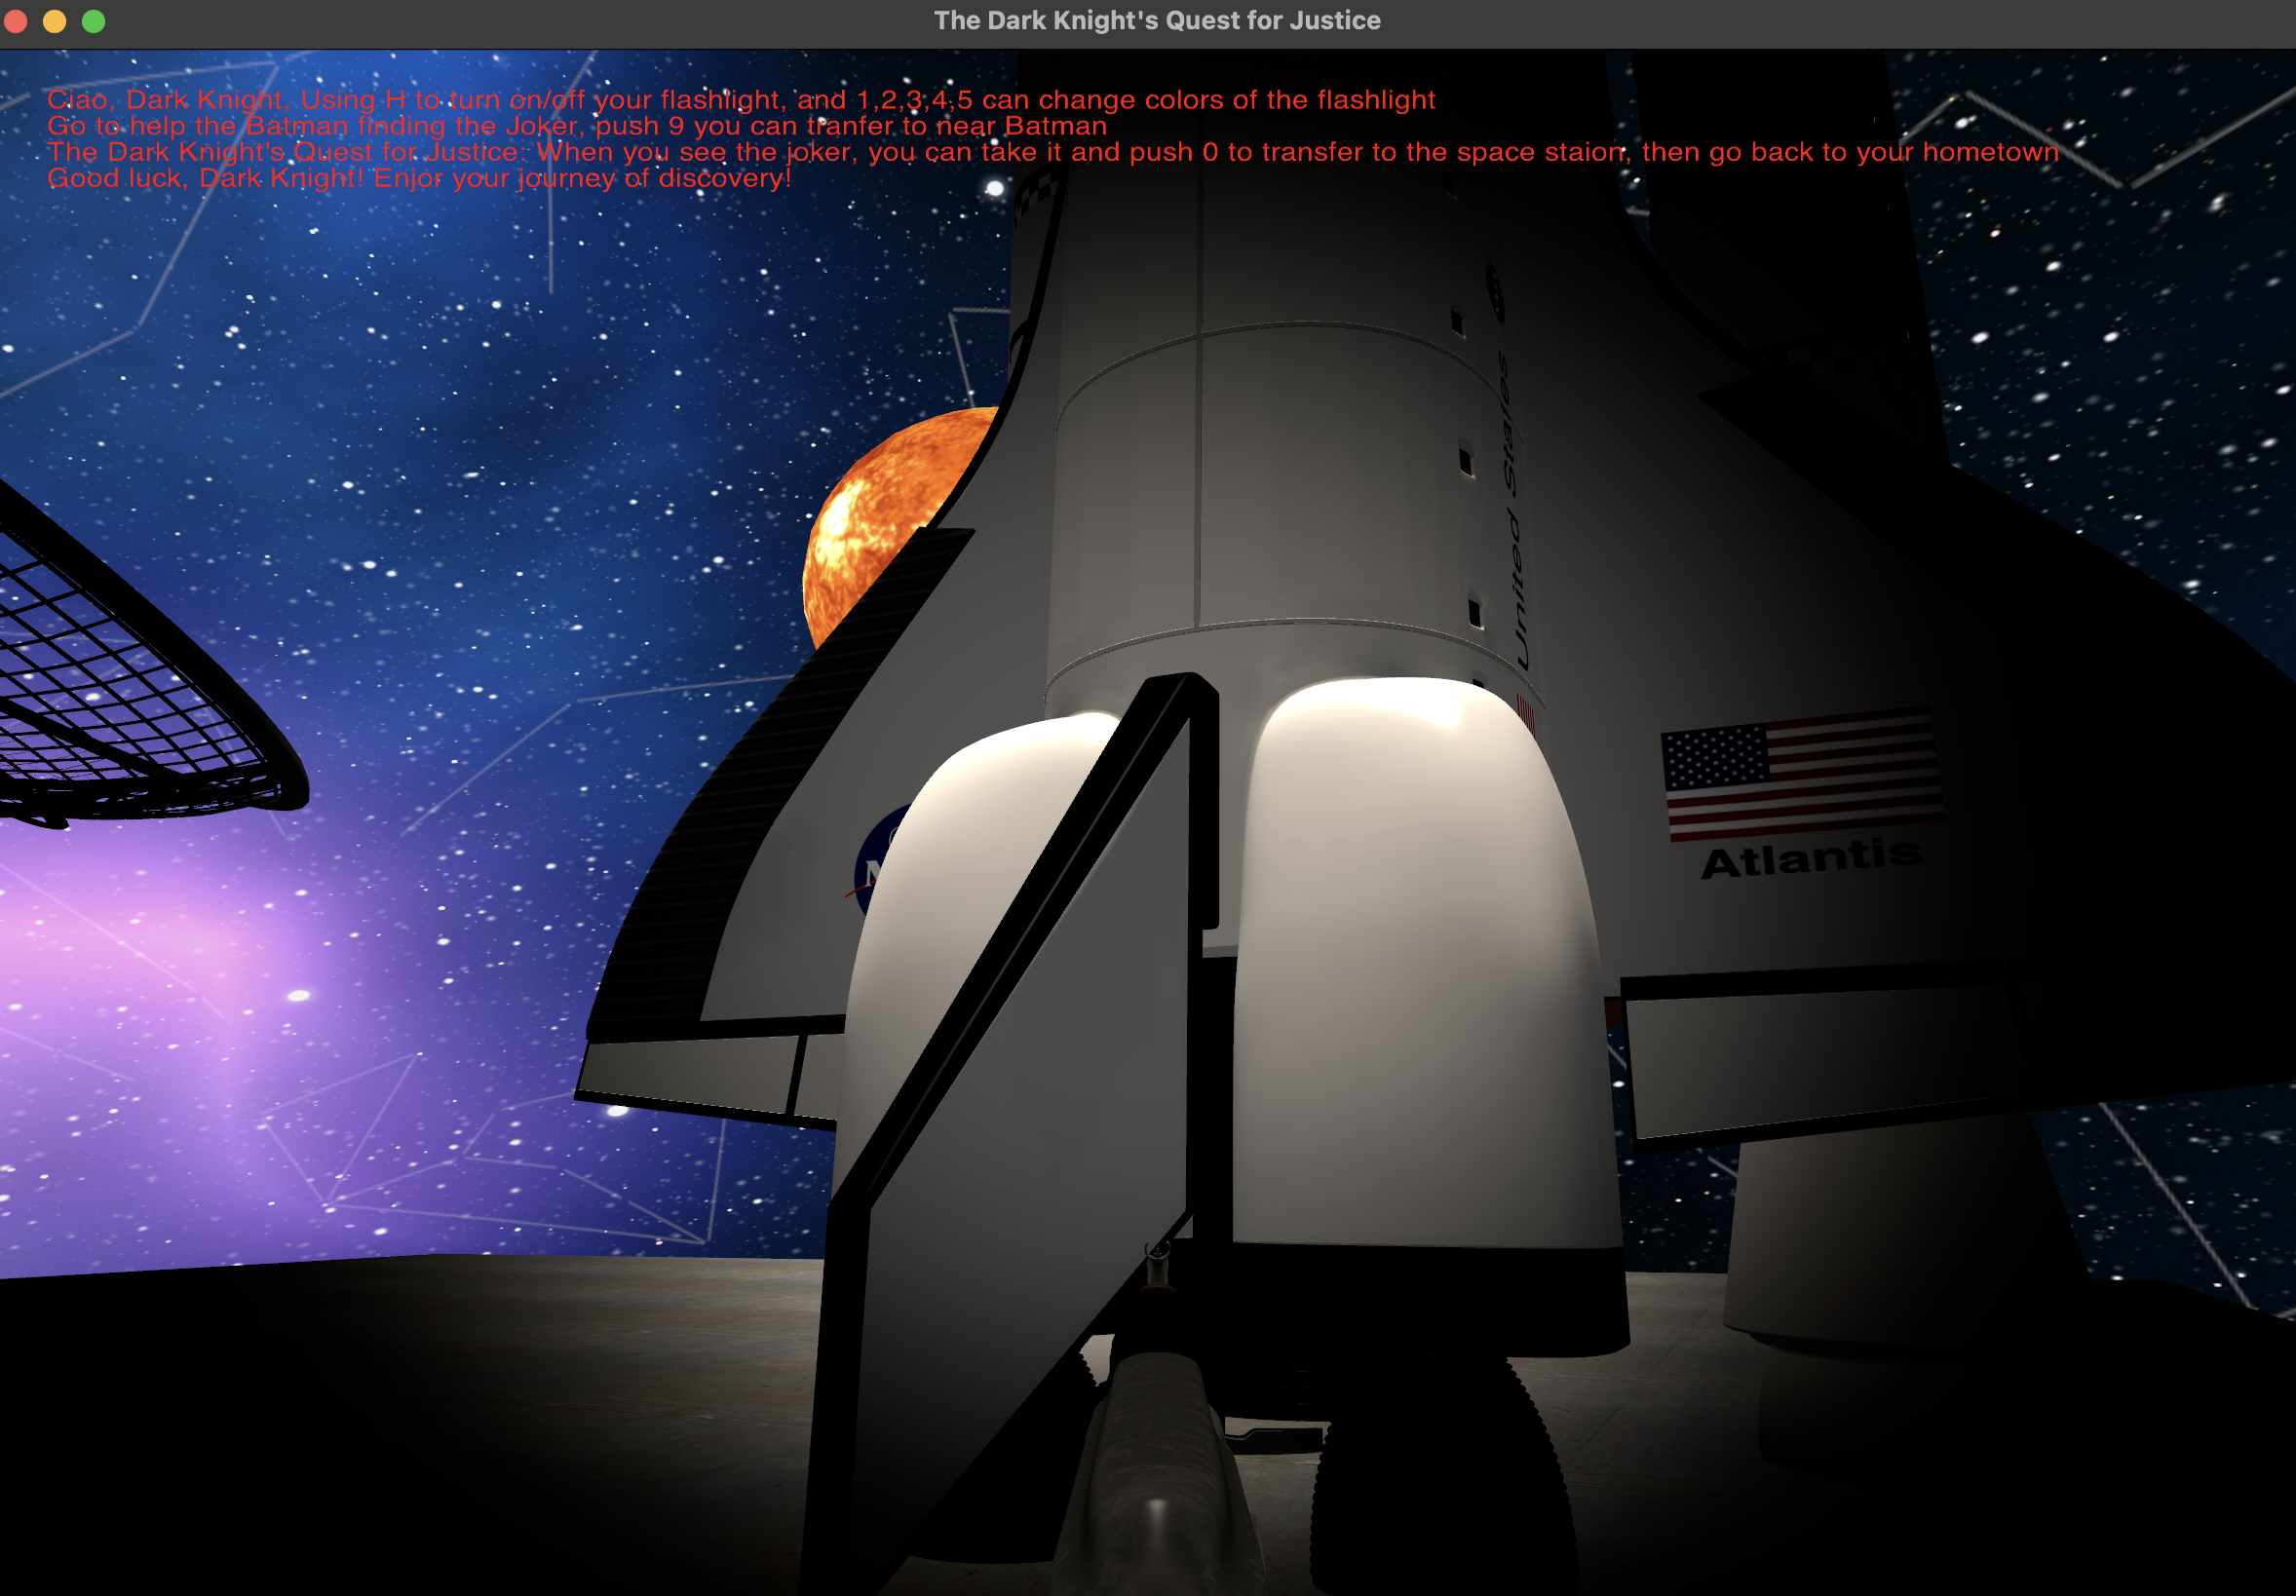 The Dark Knight's Quest for Justice
Ciao, Dark Knight, Using H to turn on/off your flashlight, and 1,2,3,4,5 can change colors of the flashlight
Go to help the Batman finding the Joker, push 9 you can tranfer to near Batman
The Dark Knight's Quest for Justice: When you see the joker, you can take it and push 0 to transfer to the space staion, then go back to your hometown
Good luck, Dark Knight! Enjor your journey of discovery!
United States
Atlantis